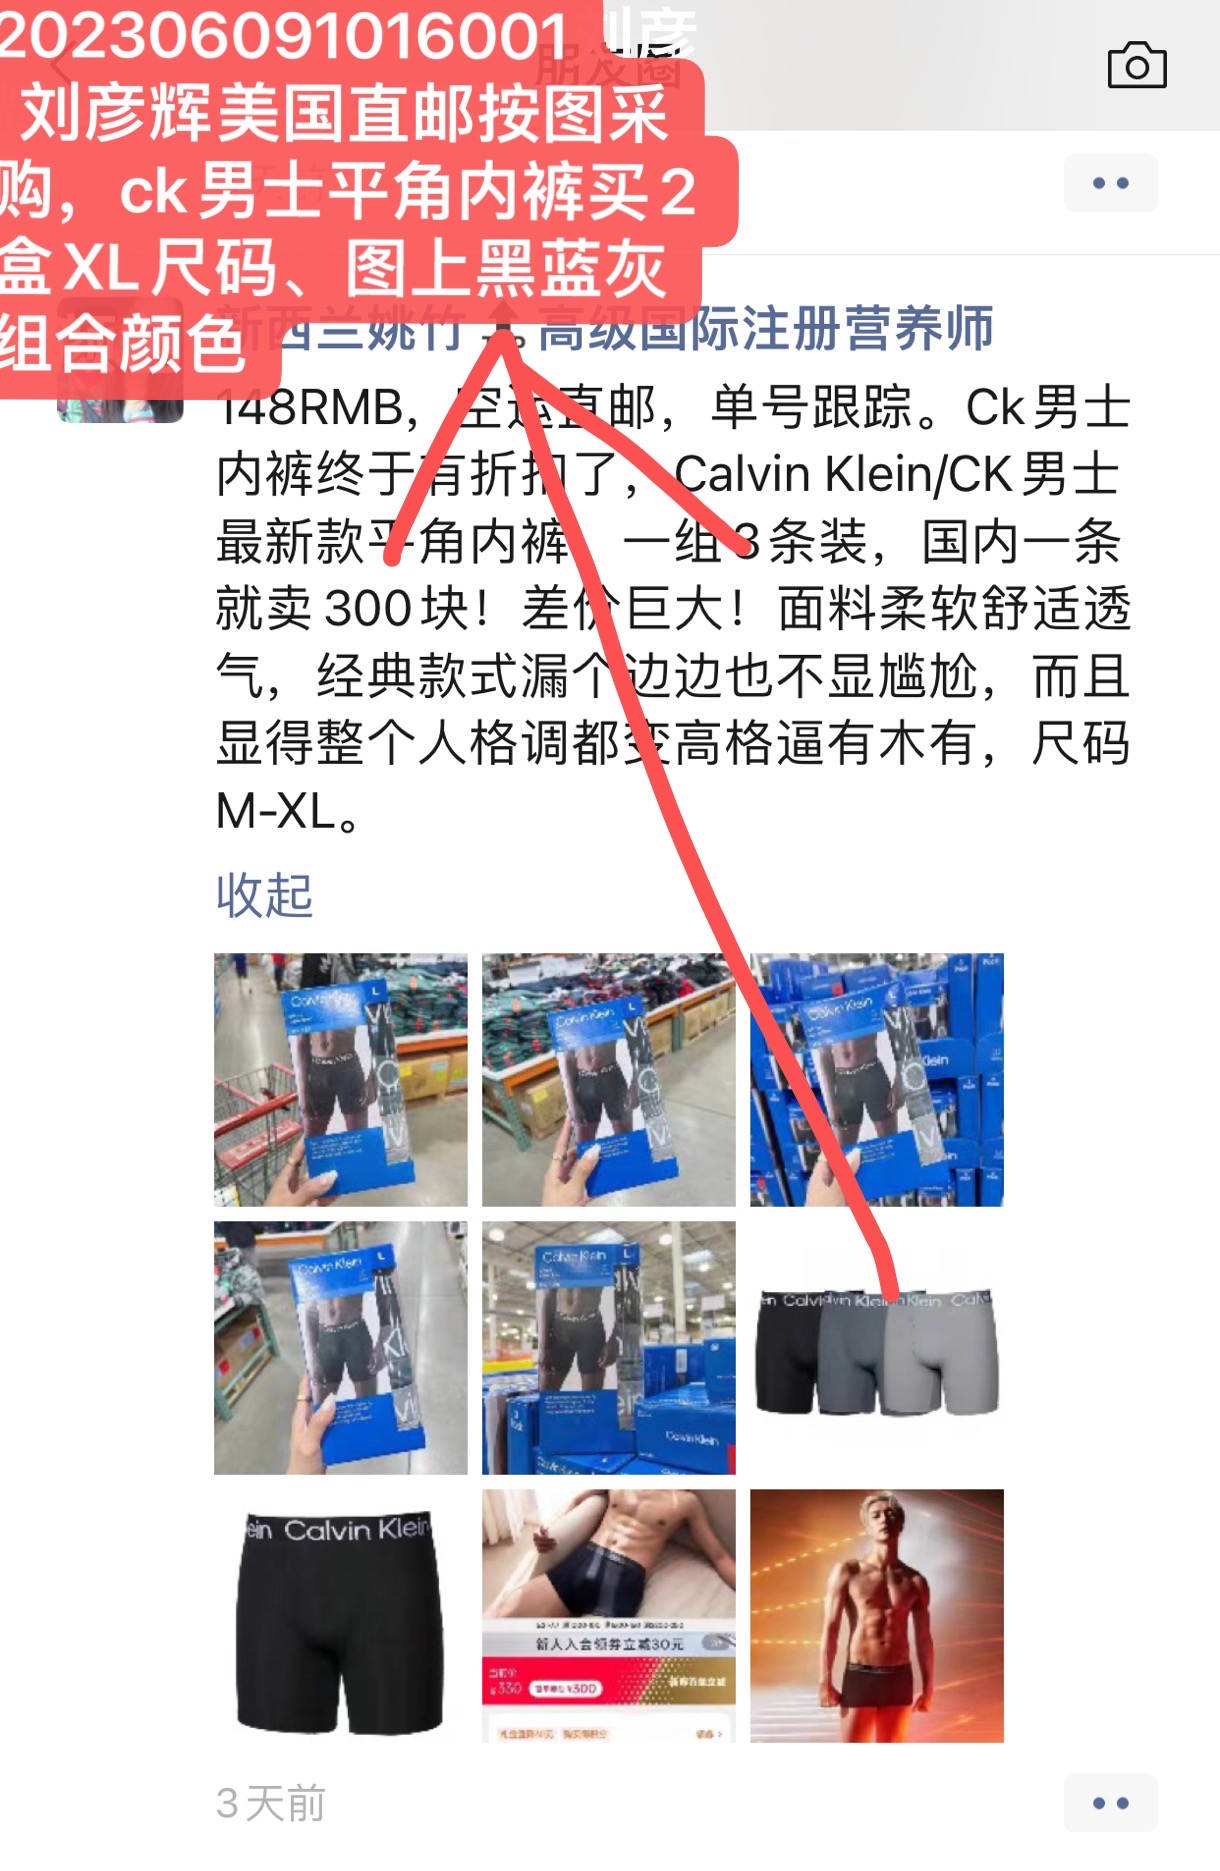 202306091016001 刘彦
刘彦辉美国直邮按图采
购，ck男士平角内裤买2
盒XL尺码、图上黑蓝灰
组合颜色
朋友圈
新西兰姚竹 高级国际注册营养师
148RMB，空运直邮，单号跟踪。Ck男士
内裤终于有折扣了，Calvin Klein/CK男士
最新款平角内裤，一组3条装，国内一条
就卖300块！差价巨大！面料柔软舒适透
气，经典款式漏个边边也不显尴尬，而且
显得整个人格调都变高格逼有木有，尺码
M-XL。
收起
Calvin Klein L
Calvin Klein L
Calvin Klein
Calvin Klein L
Calvin Klein L
Calvin Klein
Calvin Klein
ein Calvin Klein
新人入会领券立减30元
当前价
¥330
¥300
3天前